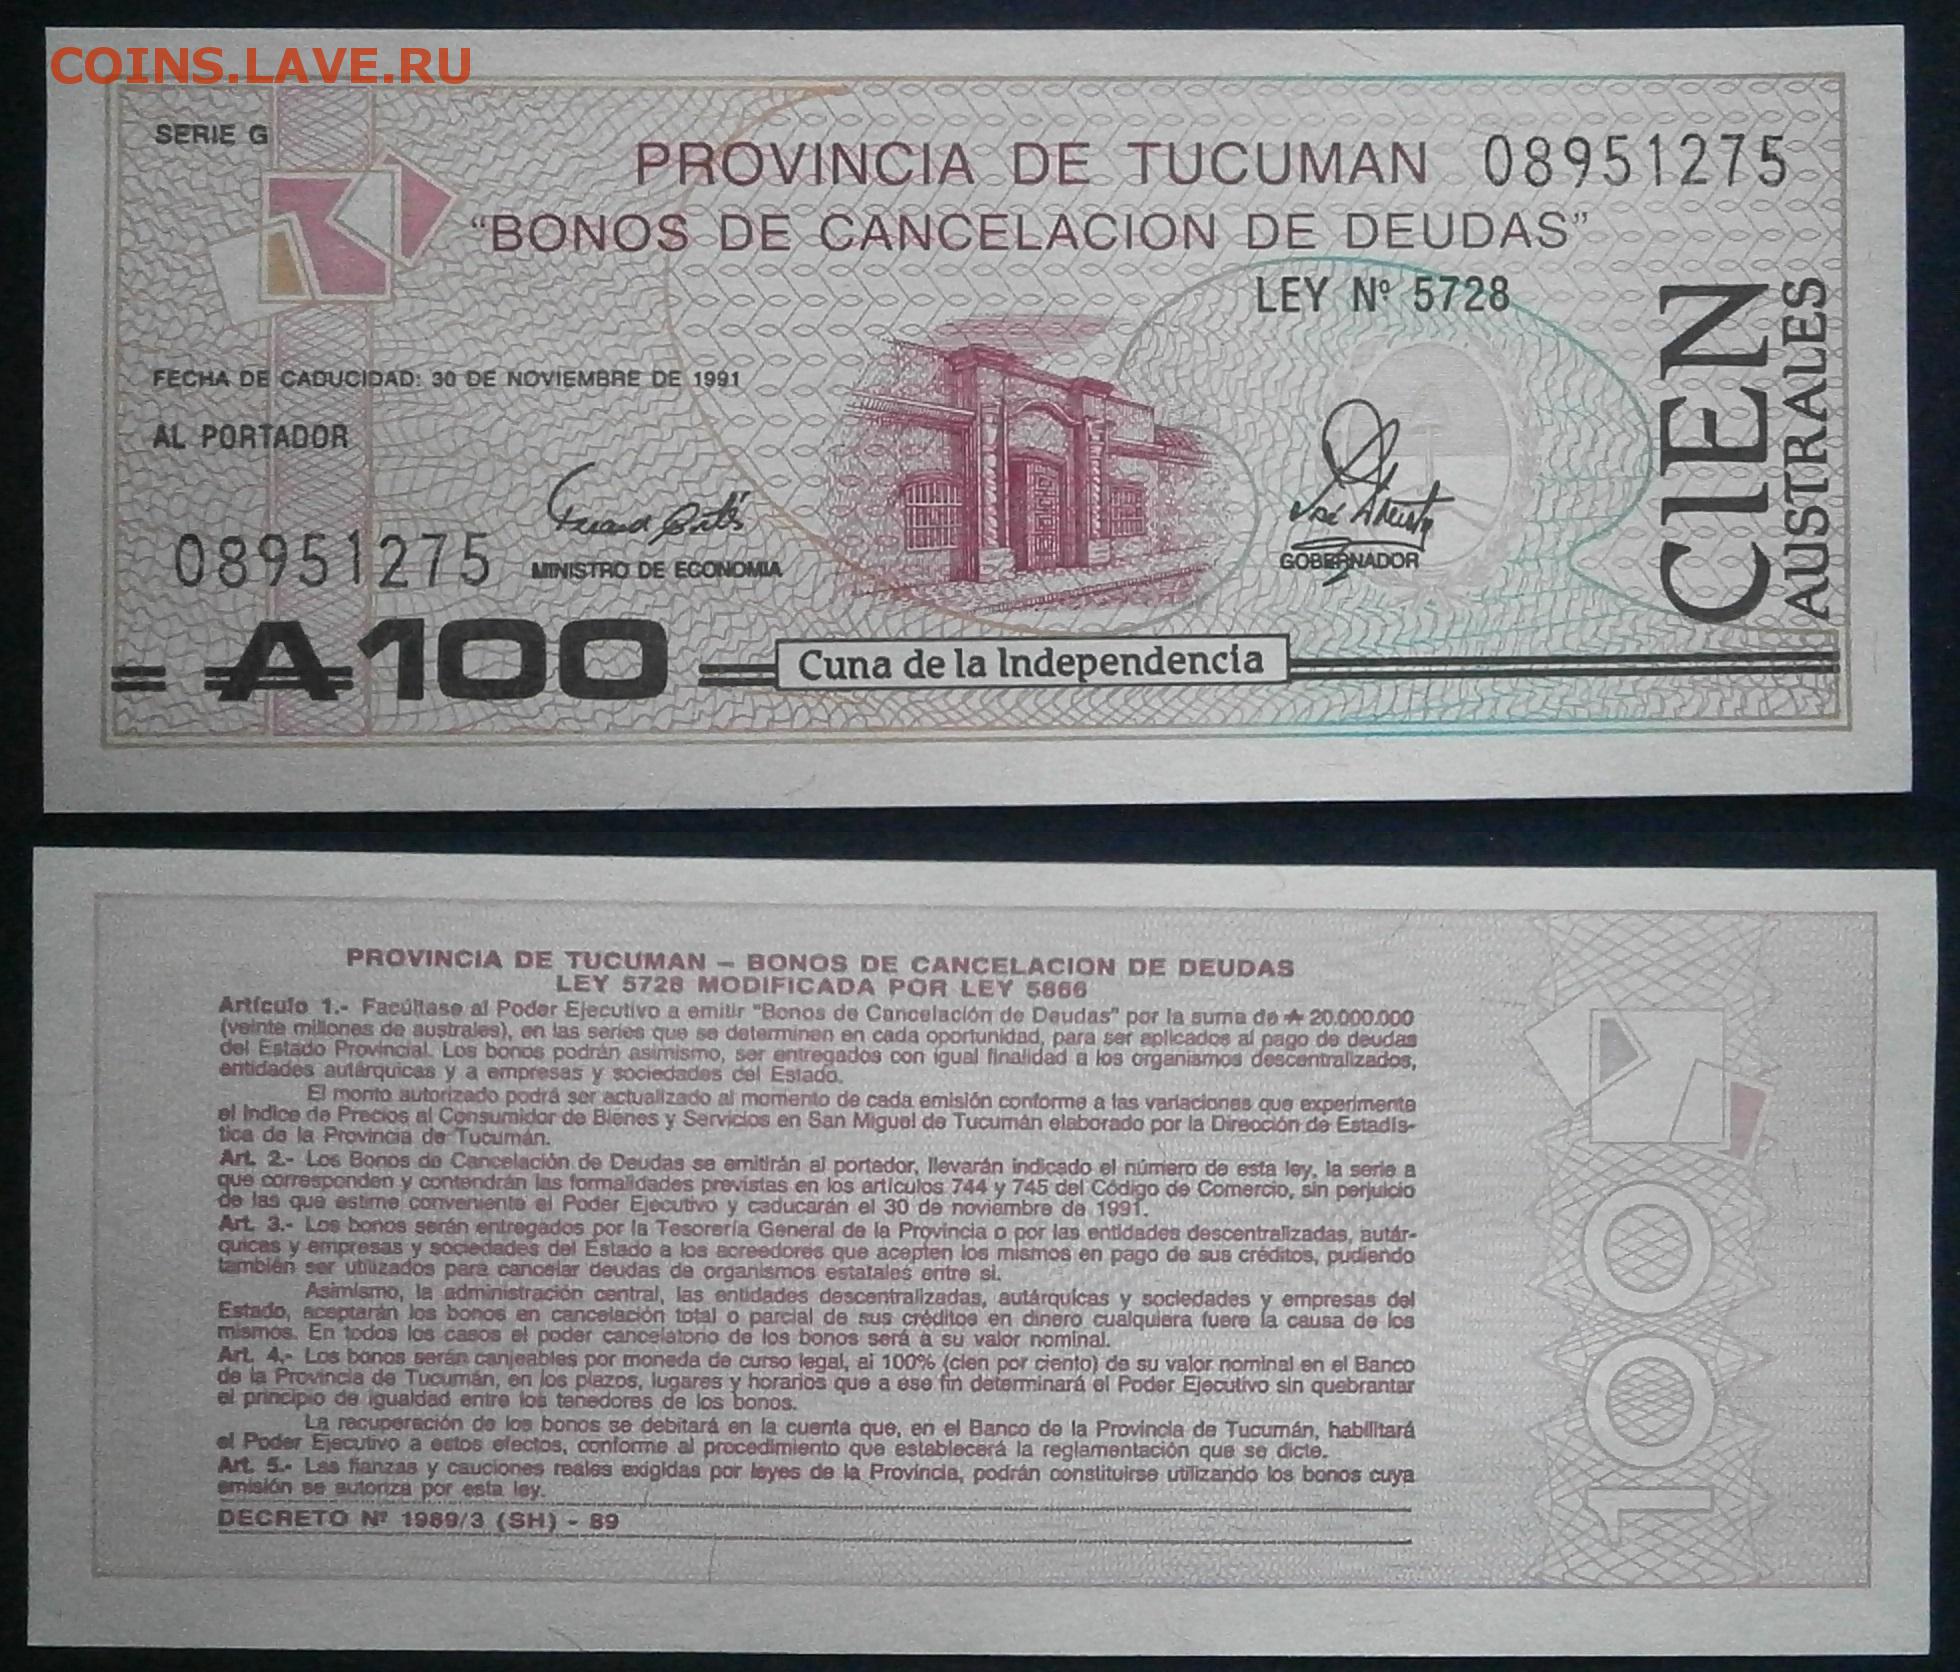 COINS.LAVE.RU
SERIE G
PROVINCIA DE TUCUMAN 08951275
"BONOS DE CANCELACION DE DEUDAS"
LEY Nº 5728
FECHA DE CADUCIDAD: 30 DE NOVIEMBRE DE 1991
AL PORTADOR
CIEN
AUSTRALES
08951275
MINISTRO DE ECONOMIA
GOBERNADOR
= ₳100
Cuna de la Independencia
PROVINCIA DE TUCUMAN – BONOS DE CANCELACION DE DEUDAS
LEY 5728 MODIFICADA POR LEY 5866
Artículo 1.- Facúltase al Poder Ejecutivo a emitir "Bonos de Cancelación de Deudas" por la suma de ₳ 20.000.000
(veinte millones de australes), en las series que se determinen en cada oportunidad, para ser aplicados al pago de deudas
del Estado Provincial. Los bonos podrán asimismo, ser entregados con igual finalidad a los organismos descentralizados,
entidades autárquicas y a empresas y sociedades del Estado.
El monto autorizado podrá ser actualizado al momento de cada emisión conforme a las variaciones que experimente
el Indice de Precios al Consumidor de Bienes y Servicios en San Miguel de Tucumán elaborado por la Dirección de Estadís-
tica de la Provincia de Tucumán.
Art. 2.- Los Bonos de Cancelación de Deudas se emitirán al portador, llevarán indicado el número de esta ley, la serie a
que corresponden y contendrán las formalidades previstas en los artículos 744 y 745 del Código de Comercio, sin perjuicio
de las que estime conveniente el Poder Ejecutivo y caducarán el 30 de noviembre de 1991.
Art. 3.- Los bonos serán entregados por la Tesorería General de la Provincia o por las entidades descentralizadas, autár-
quicas y empresas y sociedades del Estado a los acreedores que acepten los mismos en pago de sus créditos, pudiendo
también ser utilizados para cancelar deudas de organismos estatales entre si.
Asimismo, la administración central, las entidades descentralizadas, autárquicas y sociedades y empresas del
Estado, aceptarán los bonos en cancelación total o parcial de sus créditos en dinero cualquiera fuere la causa de los
mismos. En todos los casos el poder cancelatorio de los bonos será a su valor nominal.
Art. 4.- Los bonos serán canjeables por moneda de curso legal, al 100% (cien por ciento) de su valor nominal en el Banco
de la Provincia de Tucumán, en los plazos, lugares y horarios que a ese fin determinará el Poder Ejecutivo sin quebrantar
el principio de igualdad entre los tenedores de los bonos.
La recuperación de los bonos se debitará en la cuenta que, en el Banco de la Provincia de Tucumán, habilitará
el Poder Ejecutivo a estos efectos, conforme al procedimiento que establecerá la reglamentación que se dicte.
Art. 5.- Las fianzas y cauciones reales exigidas por leyes de la Provincia, podrán constituirse utilizando los bonos cuya
emisión se autoriza por esta ley.
DECRETO Nº 1989/3 (SH) - 89
100